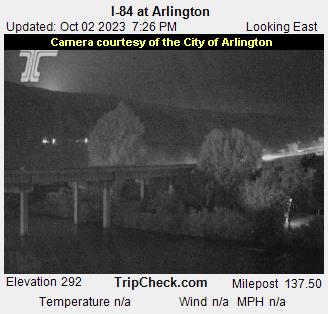 I-84 at Arlington
Updated: Oct 02 2023 7:26 PM Looking East
Camera courtesy of the City of Arlington
Elevation 292 TripCheck.com Milepost 137.50
Temperature n/a Wind n/a MPH n/a